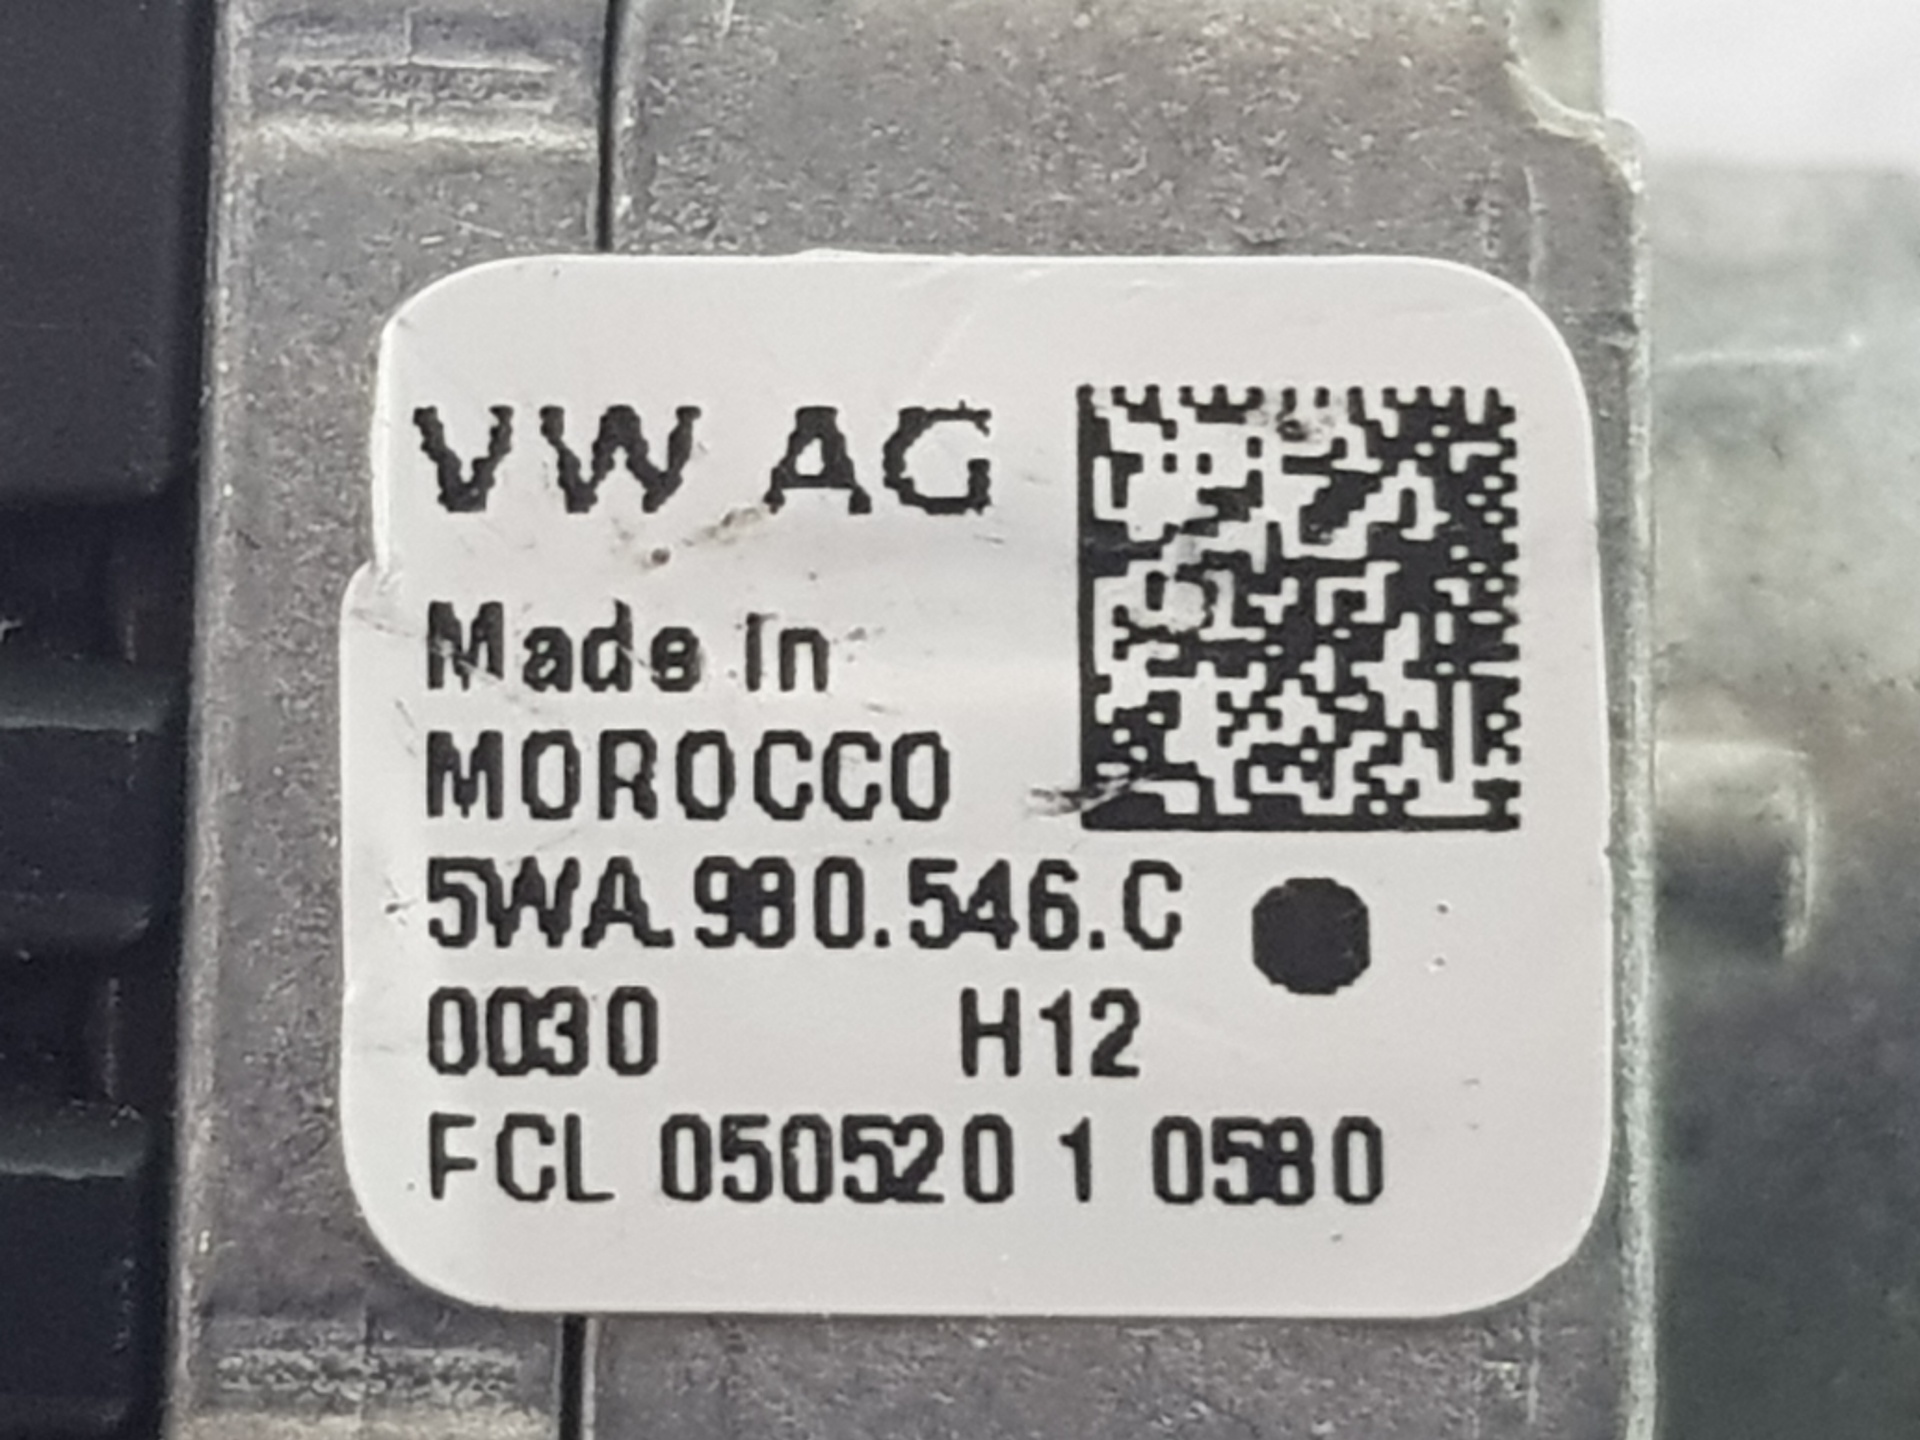 VW AG
Made In
MOROCCO
5WA.980.546.C
0030 H12
FCL 050520 1 0580